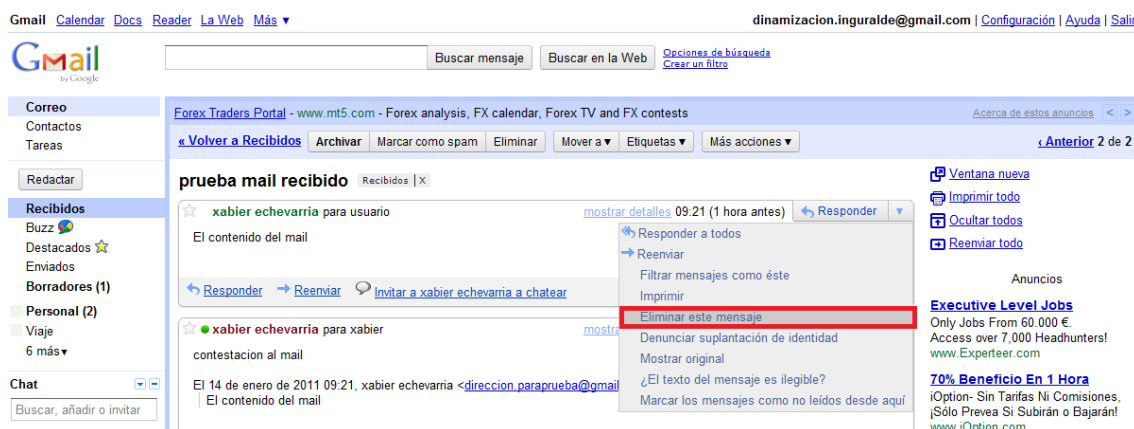 Gmail Calendar Docs Reader La Web Más ▼
dinamizacion.inguralde@gmail.com | Configuración | Ayuda | Salir
Gmail
by Google
Buscar mensaje Buscar en la Web
Opciones de búsqueda
Crear un filtro
Correo
Contactos
Tareas
Redactar
Recibidos
Buzz
Destacados
Enviados
Borradores (1)
Personal (2)
Viaje
6 más▾
Chat
Buscar, añadir o invitar
Forex Traders Portal - www.mt5.com - Forex analysis, FX calendar, Forex TV and FX contests
Acerca de estos anuncios < >
« Volver a Recibidos Archivar Marcar como spam Eliminar Mover a ▾ Etiquetas ▾ Más acciones ▾
‹ Anterior 2 de 2
prueba mail recibido Recibidos | X
xabier echevarria para usuario mostrar detalles 09:21 (1 hora antes) Responder ▾
El contenido del mail
Responder Reenviar Invitar a xabier echevarria a chatear
Responder a todos
Reenviar
Filtrar mensajes como éste
Imprimir
Eliminar este mensaje
Denunciar suplantación de identidad
Mostrar original
¿El texto del mensaje es ilegible?
Marcar los mensajes como no leídos desde aquí
xabier echevarria para xabier mostra
contestacion al mail
El 14 de enero de 2011 09:21, xabier echevarria <direccion.paraprueba@gmail
El contenido del mail
Ventana nueva
Imprimir todo
Ocultar todos
Reenviar todo
Anuncios
Executive Level Jobs
Only Jobs From 60.000 €.
Access over 7,000 Headhunters!
www.Experteer.com
70% Beneficio En 1 Hora
iOption- Sin Tarifas Ni Comisiones,
¡Sólo Prevea Si Subirán o Bajarán!
www.iOption.com